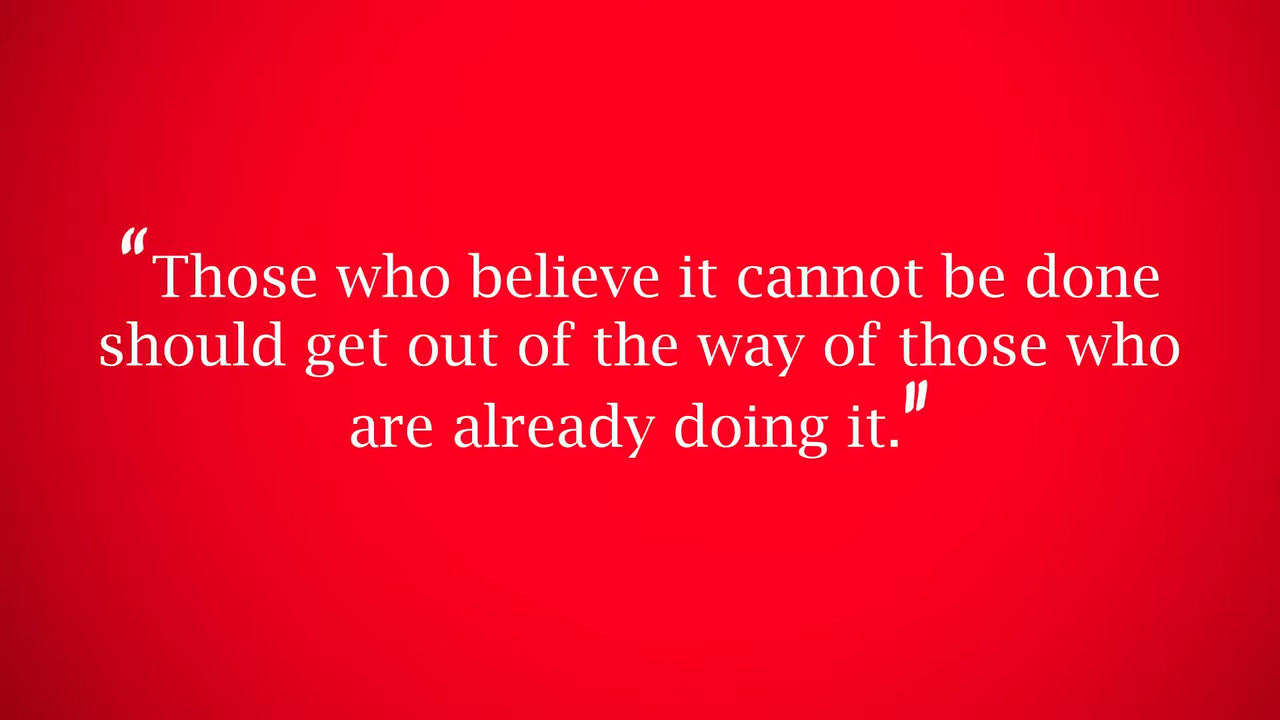 “Those who believe it cannot be done
should get out of the way of those who
are already doing it."